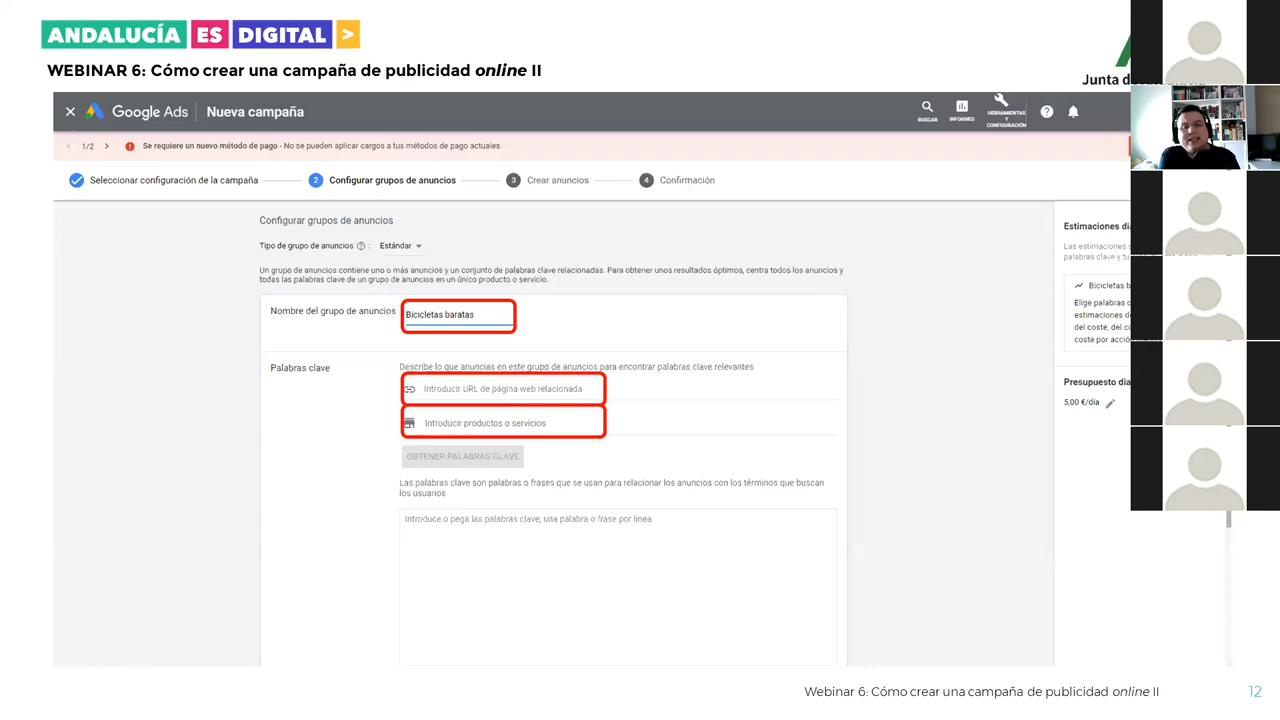 ANDALUCÍA ES DIGITAL >
WEBINAR 6: Cómo crear una campaña de publicidad online II
Junta de
Google Ads
Nueva campaña
BUSCAR
INFORMES
HERRAMIENTAS
Y
CONFIGURACIÓN
1/2
Se requiere un nuevo método de pago - No se pueden aplicar cargos a tus métodos de pago actuales.
Seleccionar configuración de la campaña
2 Configurar grupos de anuncios
3 Crear anuncios
4 Confirmación
Configurar grupos de anuncios
Tipo de grupo de anuncios ? : Estándar
Un grupo de anuncios contiene uno o más anuncios y un conjunto de palabras clave relacionadas. Para obtener unos resultados óptimos, centra todos los anuncios y
todas las palabras clave de un grupo de anuncios en un único producto o servicio.
Nombre del grupo de anuncios
Bicicletas baratas
Palabras clave
Describe lo que anuncias en este grupo de anuncios para encontrar palabras clave relevantes
Introducir URL de página web relacionada
Introducir productos o servicios
OBTENER PALABRAS CLAVE
Las palabras clave son palabras o frases que se usan para relacionar los anuncios con los términos que buscan
los usuarios
Introduce o pega las palabras clave; una palabra o frase por línea
Estimaciones
Las estimaciones
palabras clave y
Bicicletas
Elige palabras
estimaciones
del coste, del
coste por acción
Presupuesto
5,00 €/día
Webinar 6: Cómo crear una campaña de publicidad online II
12